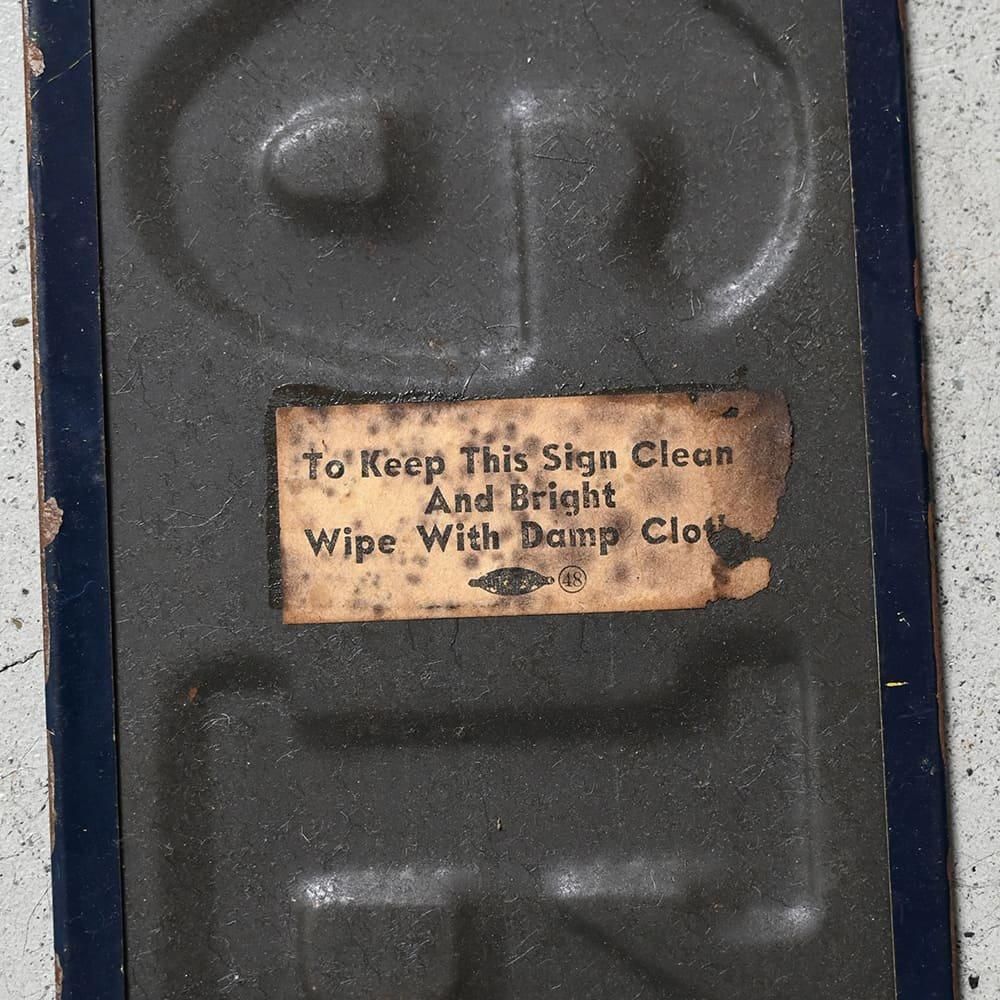 To Keep This Sign Clean
And Bright
Wipe With Damp Clot
48